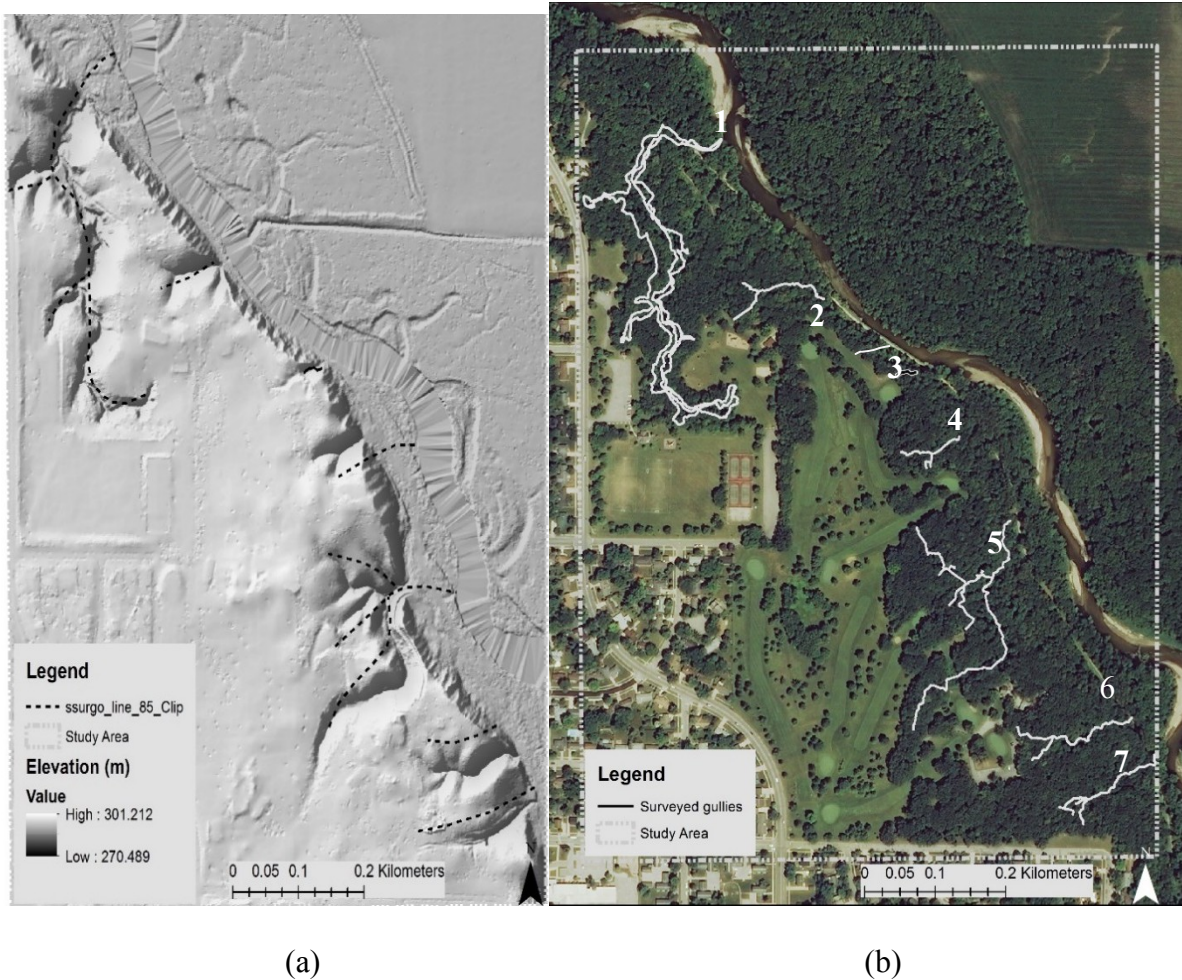 Legend
ssurgo_line_85_Clip
Study Area
Elevation (m)
Value
High : 301.212
Low : 270.489
0 0.05 0.1 0.2 Kilometers
1
2
3
4
5
6
7
Legend
Surveyed gullies
Study Area
0 0.05 0.1 0.2 Kilometers
N
(a)
(b)